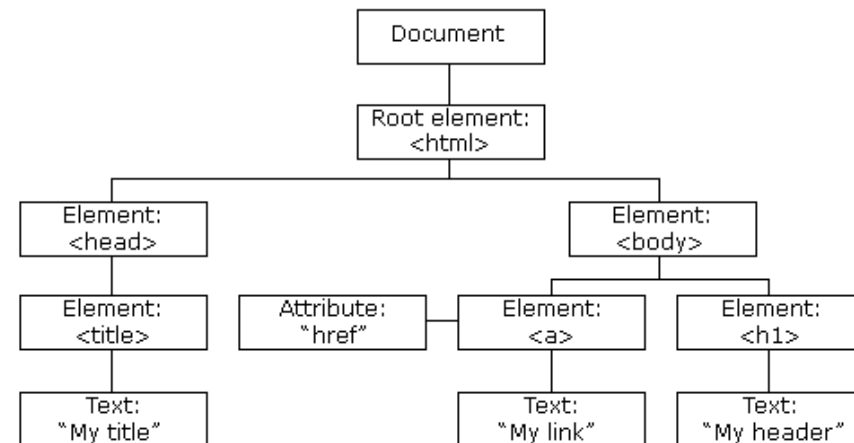 Document
Root element:
<html>
Element:
<head>
Element:
<body>
Element:
<title>
Attribute:
“href”
Element:
<a>
Element:
<h1>
Text:
“My title”
Text:
“My link”
Text:
“My header”